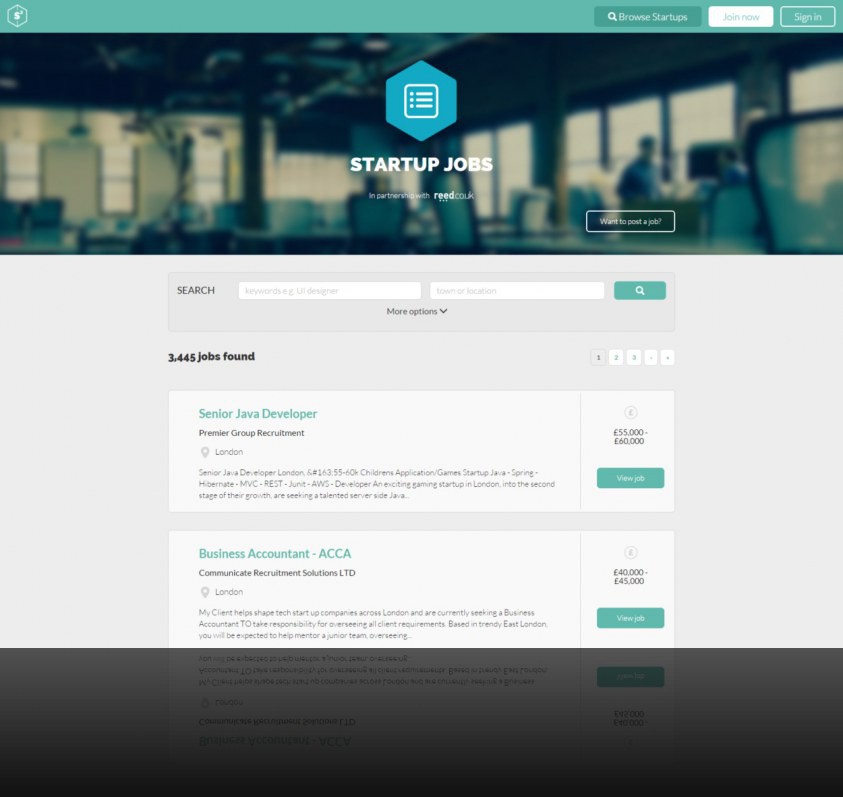 S²
Browse Startups
Join now
Sign in
STARTUP JOBS
In partnership with reed.co.uk
Want to post a job?
SEARCH
keywords e.g. UI designer
town or location
More options
3,445 jobs found
1 2 3 › »
Senior Java Developer
Premier Group Recruitment
London
Senior Java Developer London, &#163;55-60k Childrens Application/Games Startup Java - Spring -
Hibernate - MVC - REST - Junit - AWS - Developer An exciting gaming startup in London, into the second
stage of their growth, are seeking a talented server side Java...
£
£55,000 -
£60,000
View job
Business Accountant - ACCA
Communicate Recruitment Solutions LTD
London
My Client helps shape tech start up companies across London and are currently seeking a Business
Accountant TO take responsibility for overseeing all client requirements. Based in trendy East London,
you will be expected to help mentor a junior team, overseeing...
£
£40,000 -
£45,000
View job